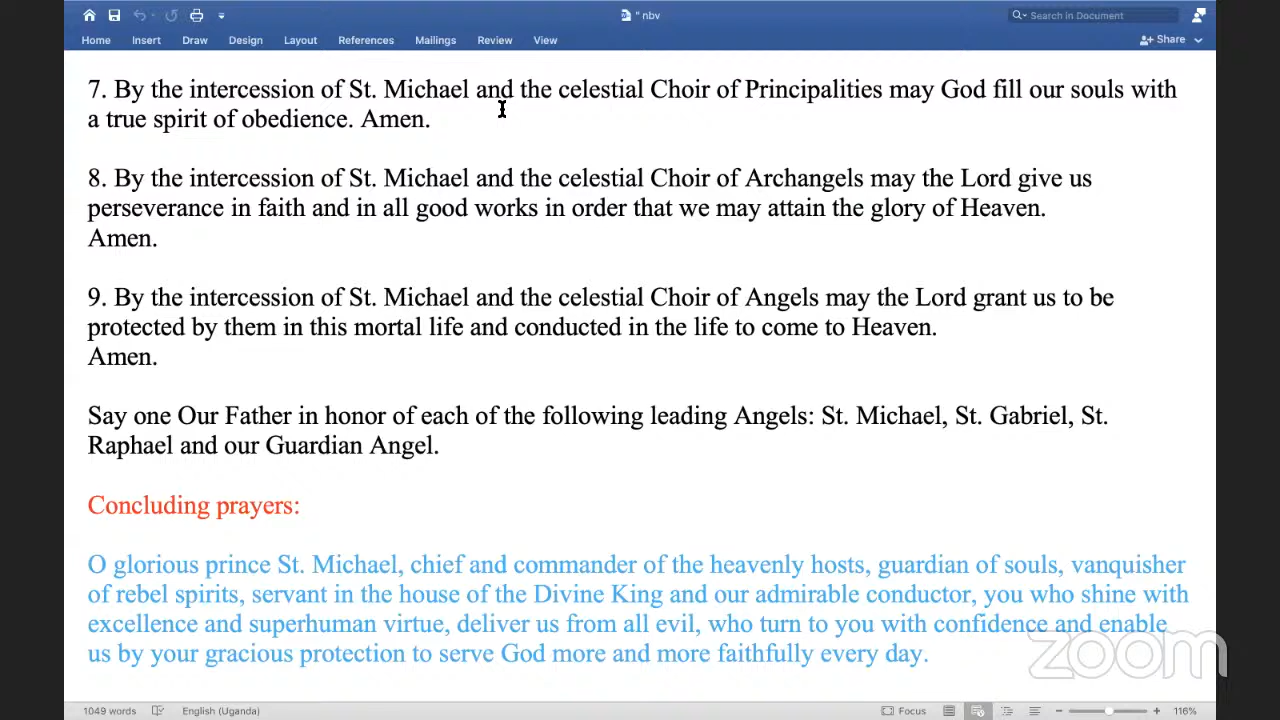 " nbv
Search in Document
Home Insert Draw Design Layout References Mailings Review View
Share
7. By the intercession of St. Michael and the celestial Choir of Principalities may God fill our souls with
a true spirit of obedience. Amen.
8. By the intercession of St. Michael and the celestial Choir of Archangels may the Lord give us
perseverance in faith and in all good works in order that we may attain the glory of Heaven.
Amen.
9. By the intercession of St. Michael and the celestial Choir of Angels may the Lord grant us to be
protected by them in this mortal life and conducted in the life to come to Heaven.
Amen.
Say one Our Father in honor of each of the following leading Angels: St. Michael, St. Gabriel, St.
Raphael and our Guardian Angel.
Concluding prayers:
O glorious prince St. Michael, chief and commander of the heavenly hosts, guardian of souls, vanquisher
of rebel spirits, servant in the house of the Divine King and our admirable conductor, you who shine with
excellence and superhuman virtue, deliver us from all evil, who turn to you with confidence and enable
us by your gracious protection to serve God more and more faithfully every day.
zoom
1049 words English (Uganda) Focus 116%